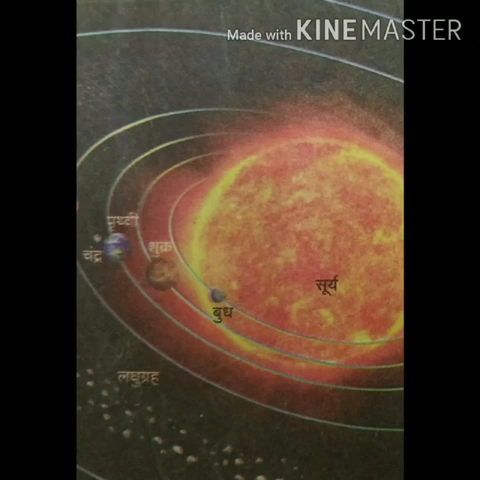 Made with KINEMASTER
पृथ्वी
चंद्र
शुक्र
सूर्य
बुध
लघुग्रह